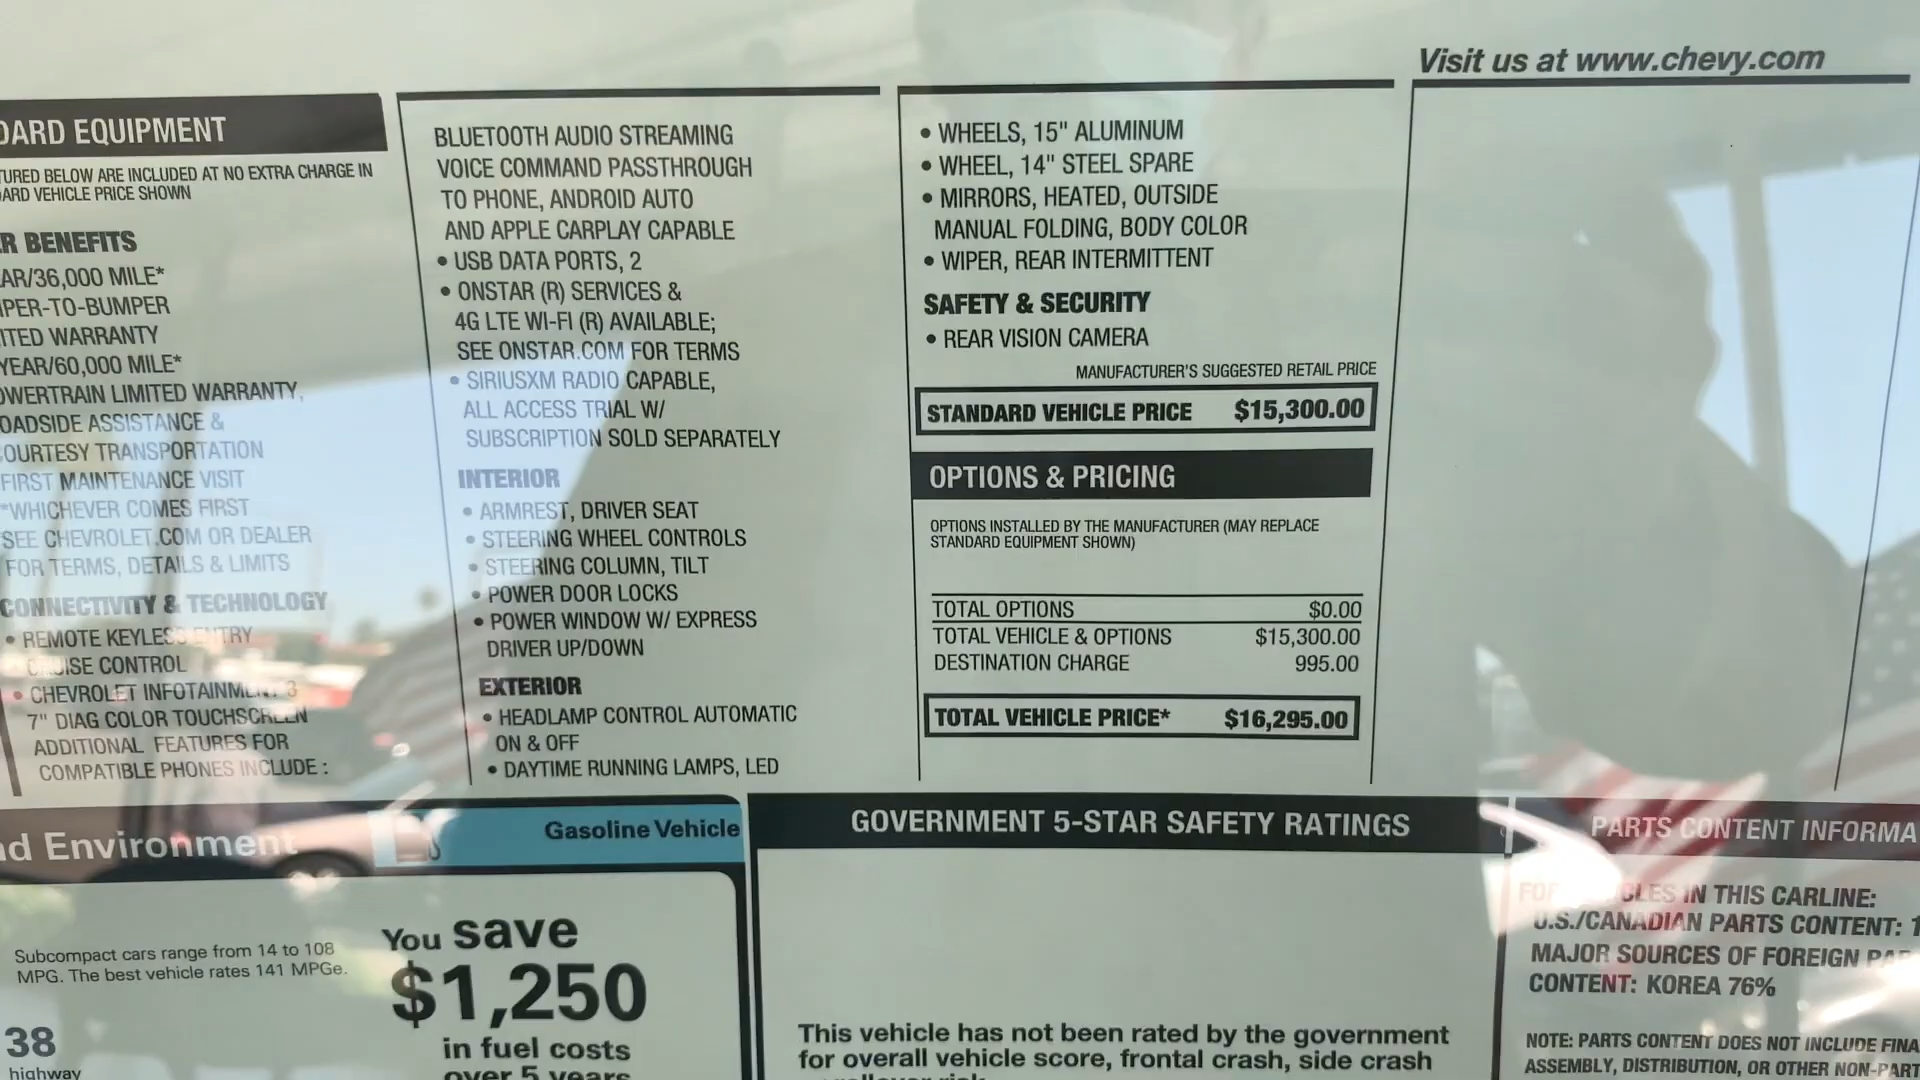 Visit us at www.chevy.com
DARD EQUIPMENT
TURED BELOW ARE INCLUDED AT NO EXTRA CHARGE IN
ARD VEHICLE PRICE SHOWN
R BENEFITS
AR/36,000 MILE*
PER-TO-BUMPER
ITED WARRANTY
YEAR/60,000 MILE*
OWERTRAIN LIMITED WARRANTY,
OADSIDE ASSISTANCE &
COURTESY TRANSPORTATION
FIRST MAINTENANCE VISIT
*WHICHEVER COMES FIRST
SEE CHEVROLET.COM OR DEALER
FOR TERMS, DETAILS & LIMITS
CONNECTIVITY & TECHNOLOGY
• REMOTE KEYLESS ENTRY
CRUISE CONTROL
• CHEVROLET INFOTAINMENT 3
7" DIAG COLOR TOUCHSCREEN
ADDITIONAL FEATURES FOR
COMPATIBLE PHONES INCLUDE :
BLUETOOTH AUDIO STREAMING
VOICE COMMAND PASSTHROUGH
TO PHONE, ANDROID AUTO
AND APPLE CARPLAY CAPABLE
• USB DATA PORTS, 2
• ONSTAR (R) SERVICES &
4G LTE WI-FI (R) AVAILABLE;
SEE ONSTAR.COM FOR TERMS
• SIRIUSXM RADIO CAPABLE,
ALL ACCESS TRIAL W/
SUBSCRIPTION SOLD SEPARATELY
INTERIOR
• ARMREST, DRIVER SEAT
• STEERING WHEEL CONTROLS
• STEERING COLUMN, TILT
• POWER DOOR LOCKS
• POWER WINDOW W/ EXPRESS
DRIVER UP/DOWN
EXTERIOR
• HEADLAMP CONTROL AUTOMATIC
ON & OFF
• DAYTIME RUNNING LAMPS, LED
• WHEELS, 15" ALUMINUM
• WHEEL, 14" STEEL SPARE
• MIRRORS, HEATED, OUTSIDE
MANUAL FOLDING, BODY COLOR
• WIPER, REAR INTERMITTENT
SAFETY & SECURITY
• REAR VISION CAMERA
MANUFACTURER'S SUGGESTED RETAIL PRICE
STANDARD VEHICLE PRICE $15,300.00
OPTIONS & PRICING
OPTIONS INSTALLED BY THE MANUFACTURER (MAY REPLACE
STANDARD EQUIPMENT SHOWN)
TOTAL OPTIONS $0.00
TOTAL VEHICLE & OPTIONS $15,300.00
DESTINATION CHARGE 995.00
TOTAL VEHICLE PRICE* $16,295.00
nd Environment
Gasoline Vehicle
Subcompact cars range from 14 to 108
MPG. The best vehicle rates 141 MPGe.
38
highway
You save
$1,250
in fuel costs
over 5 years
GOVERNMENT 5-STAR SAFETY RATINGS
This vehicle has not been rated by the government
for overall vehicle score, frontal crash, side crash
PARTS CONTENT INFORMA
IN THIS CARLINE:
U.S./CANADIAN PARTS CONTENT: 1
MAJOR SOURCES OF FOREIGN PAR
CONTENT: KOREA 76%
NOTE: PARTS CONTENT DOES NOT INCLUDE FINA
ASSEMBLY, DISTRIBUTION, OR OTHER NON-PART